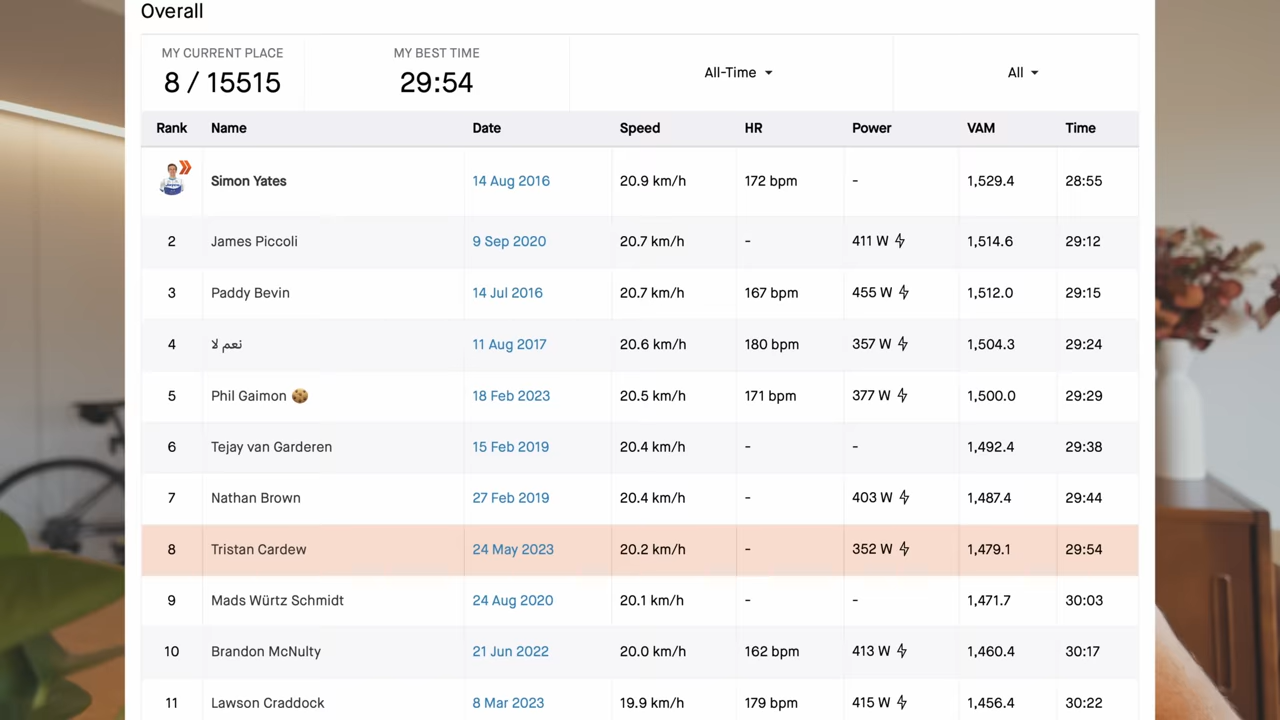 Overall
MY CURRENT PLACE
8 / 15515
MY BEST TIME
29:54
All-Time
All
Rank Name Date Speed HR Power VAM Time
Simon Yates 14 Aug 2016 20.9 km/h 172 bpm - 1,529.4 28:55
2 James Piccoli 9 Sep 2020 20.7 km/h - 411 W 1,514.6 29:12
3 Paddy Bevin 14 Jul 2016 20.7 km/h 167 bpm 455 W 1,512.0 29:15
4 نعم لا 11 Aug 2017 20.6 km/h 180 bpm 357 W 1,504.3 29:24
5 Phil Gaimon 🍪 18 Feb 2023 20.5 km/h 171 bpm 377 W 1,500.0 29:29
6 Tejay van Garderen 15 Feb 2019 20.4 km/h - - 1,492.4 29:38
7 Nathan Brown 27 Feb 2019 20.4 km/h - 403 W 1,487.4 29:44
8 Tristan Cardew 24 May 2023 20.2 km/h - 352 W 1,479.1 29:54
9 Mads Würtz Schmidt 24 Aug 2020 20.1 km/h - - 1,471.7 30:03
10 Brandon McNulty 21 Jun 2022 20.0 km/h 162 bpm 413 W 1,460.4 30:17
11 Lawson Craddock 8 Mar 2023 19.9 km/h 179 bpm 415 W 1,456.4 30:22